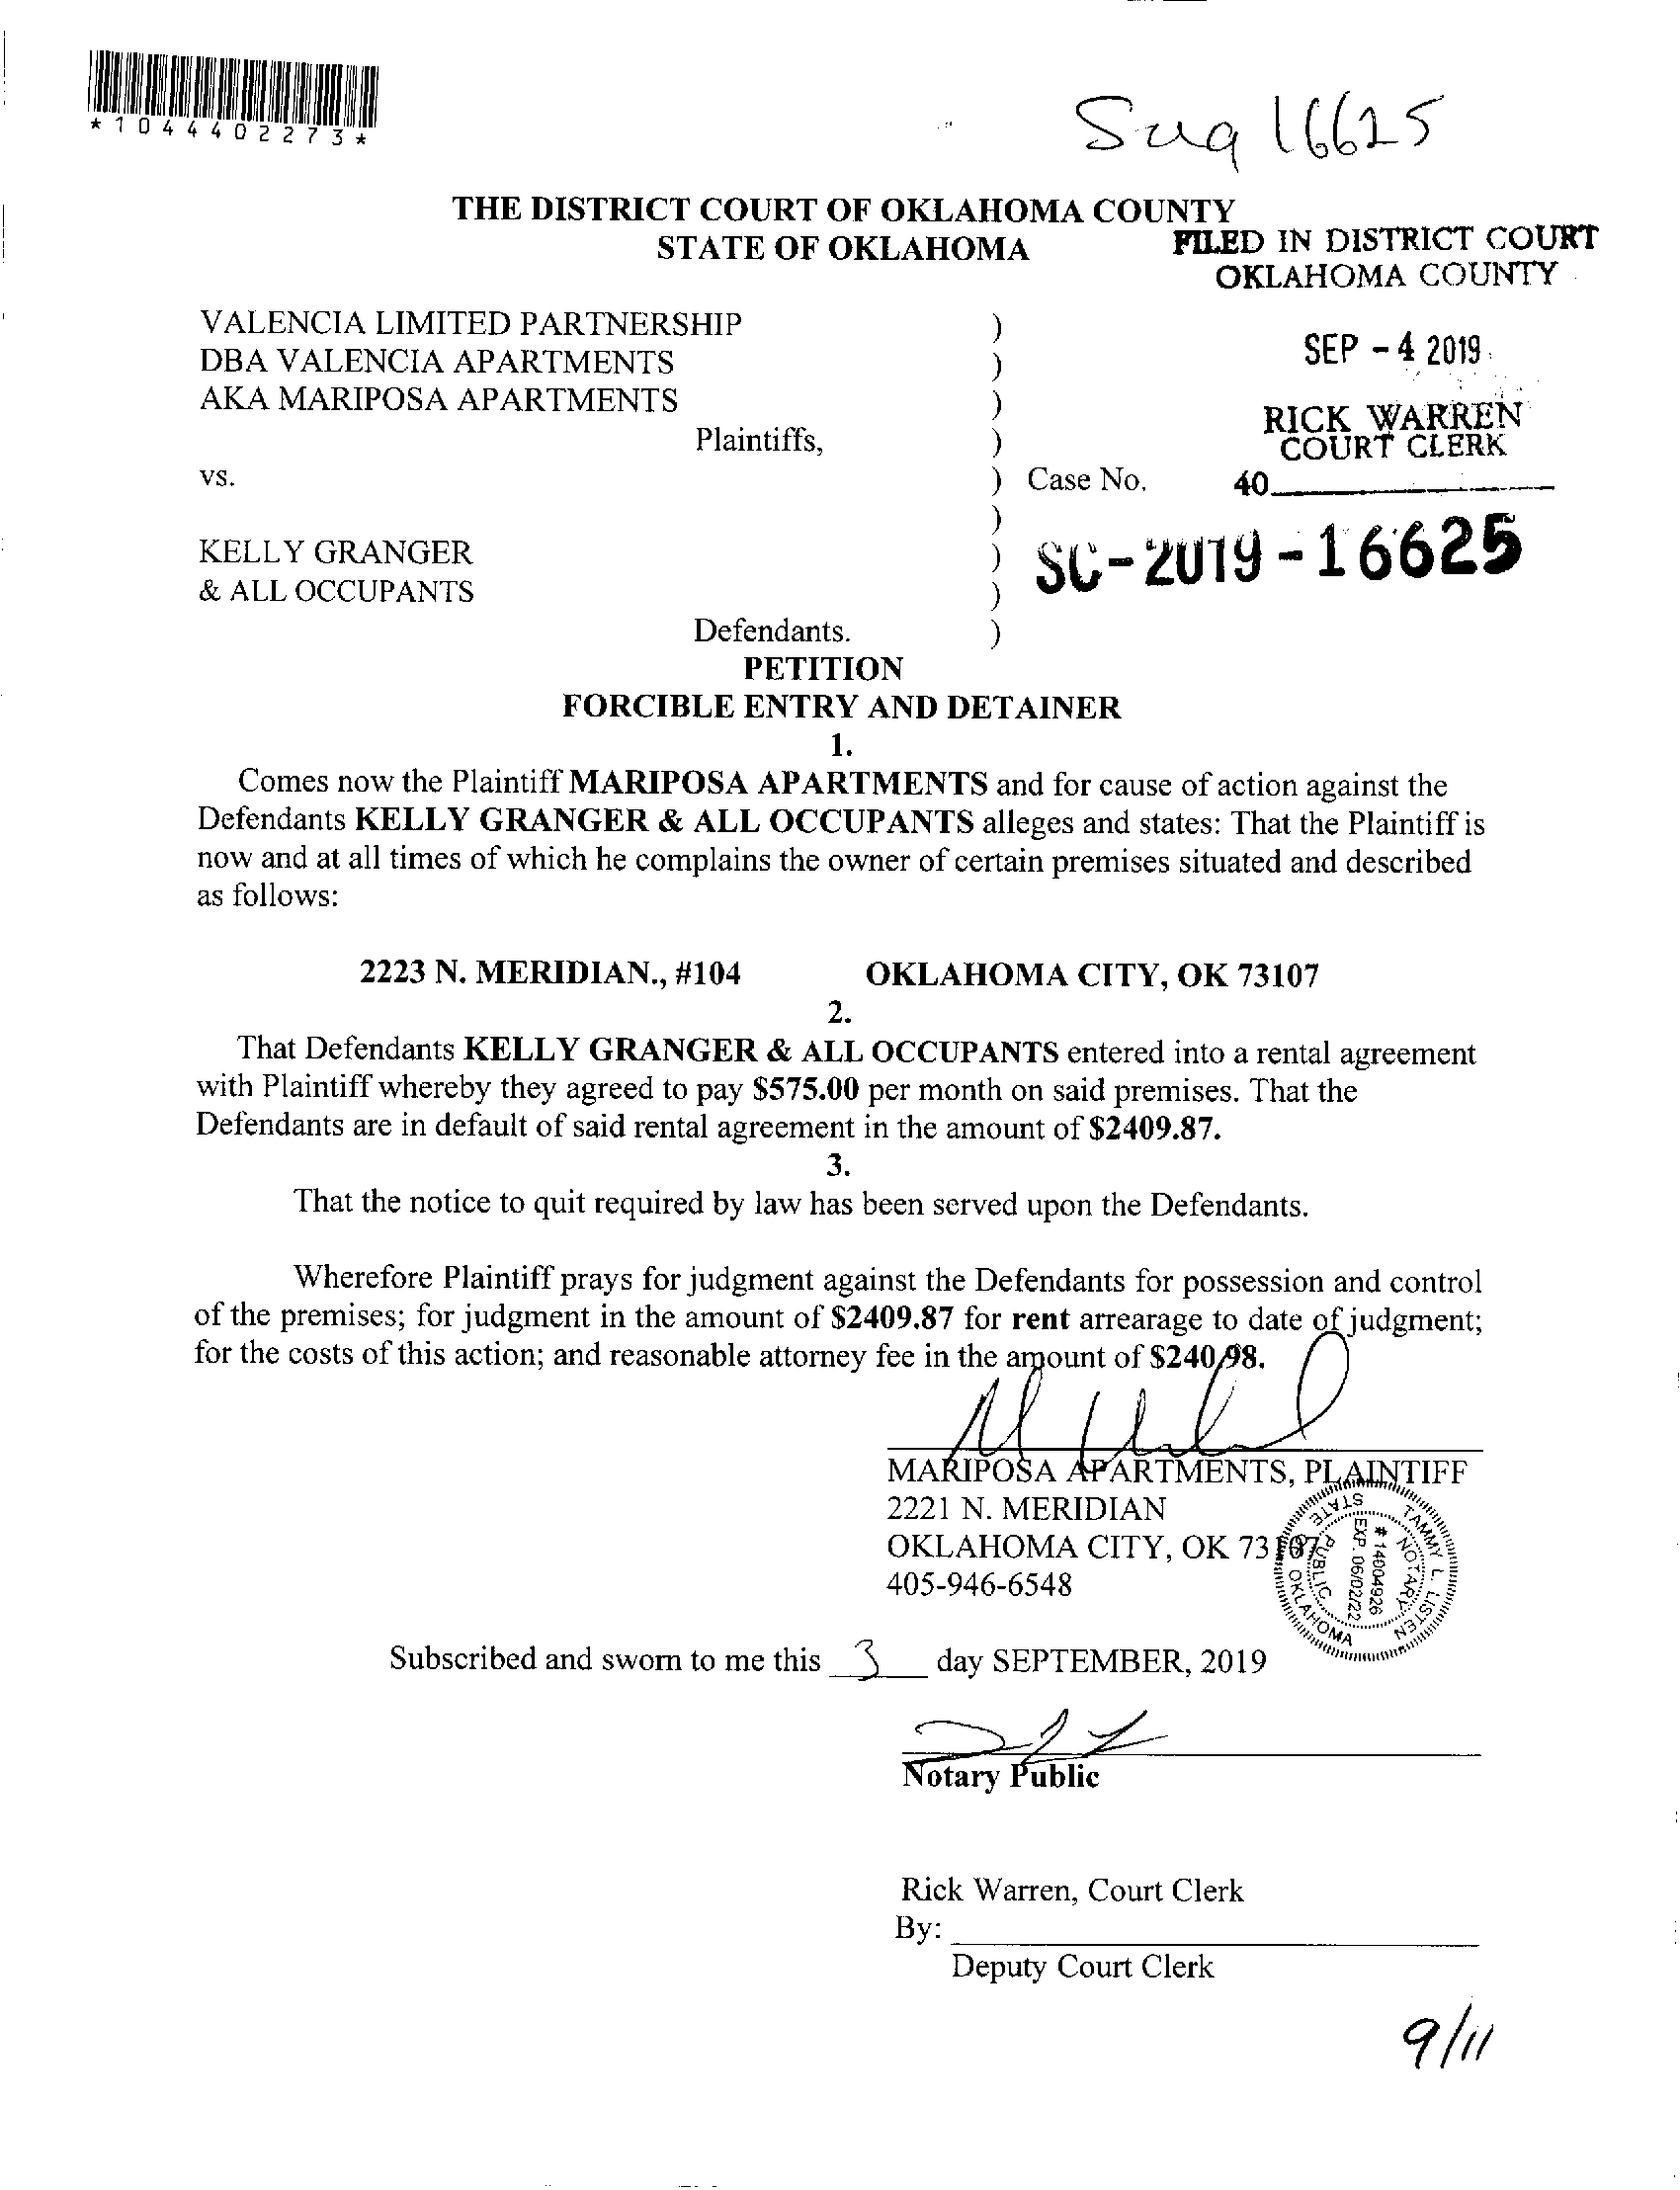 *1044402273*
16625
THE DISTRICT COURT OF OKLAHOMA COUNTY
STATE OF OKLAHOMA
FILED IN DISTRICT COURT
OKLAHOMA COUNTY
VALENCIA LIMITED PARTNERSHIP )
DBA VALENCIA APARTMENTS )
SEP - 4 2019
AKA MARIPOSA APARTMENTS )
RICK WARREN
COURT CLERK
Plaintiffs, )
vs. ) Case No. 40
)
KELLY GRANGER ) SC-2019-16625
& ALL OCCUPANTS )
Defendants. )
PETITION
FORCIBLE ENTRY AND DETAINER
1.
Comes now the Plaintiff MARIPOSA APARTMENTS and for cause of action against the
Defendants KELLY GRANGER & ALL OCCUPANTS alleges and states: That the Plaintiff is
now and at all times of which he complains the owner of certain premises situated and described
as follows:
2223 N. MERIDIAN., #104 OKLAHOMA CITY, OK 73107
2.
That Defendants KELLY GRANGER & ALL OCCUPANTS entered into a rental agreement
with Plaintiff whereby they agreed to pay $575.00 per month on said premises. That the
Defendants are in default of said rental agreement in the amount of $2409.87.
3.
That the notice to quit required by law has been served upon the Defendants.
Wherefore Plaintiff prays for judgment against the Defendants for possession and control
of the premises; for judgment in the amount of $2409.87 for rent arrearage to date of judgment;
for the costs of this action; and reasonable attorney fee in the amount of $240.98.
MARIPOSA APARTMENTS, PLAINTIFF
2221 N. MERIDIAN
OKLAHOMA CITY, OK 73107
405-946-6548
TAMMY L. LISTEN
NOTARY PUBLIC
# 14004926
EXP. 06/02/22
STATE OKLAHOMA
Subscribed and sworn to me this 3 day SEPTEMBER, 2019
Notary Public
Rick Warren, Court Clerk
By:
Deputy Court Clerk
9/11